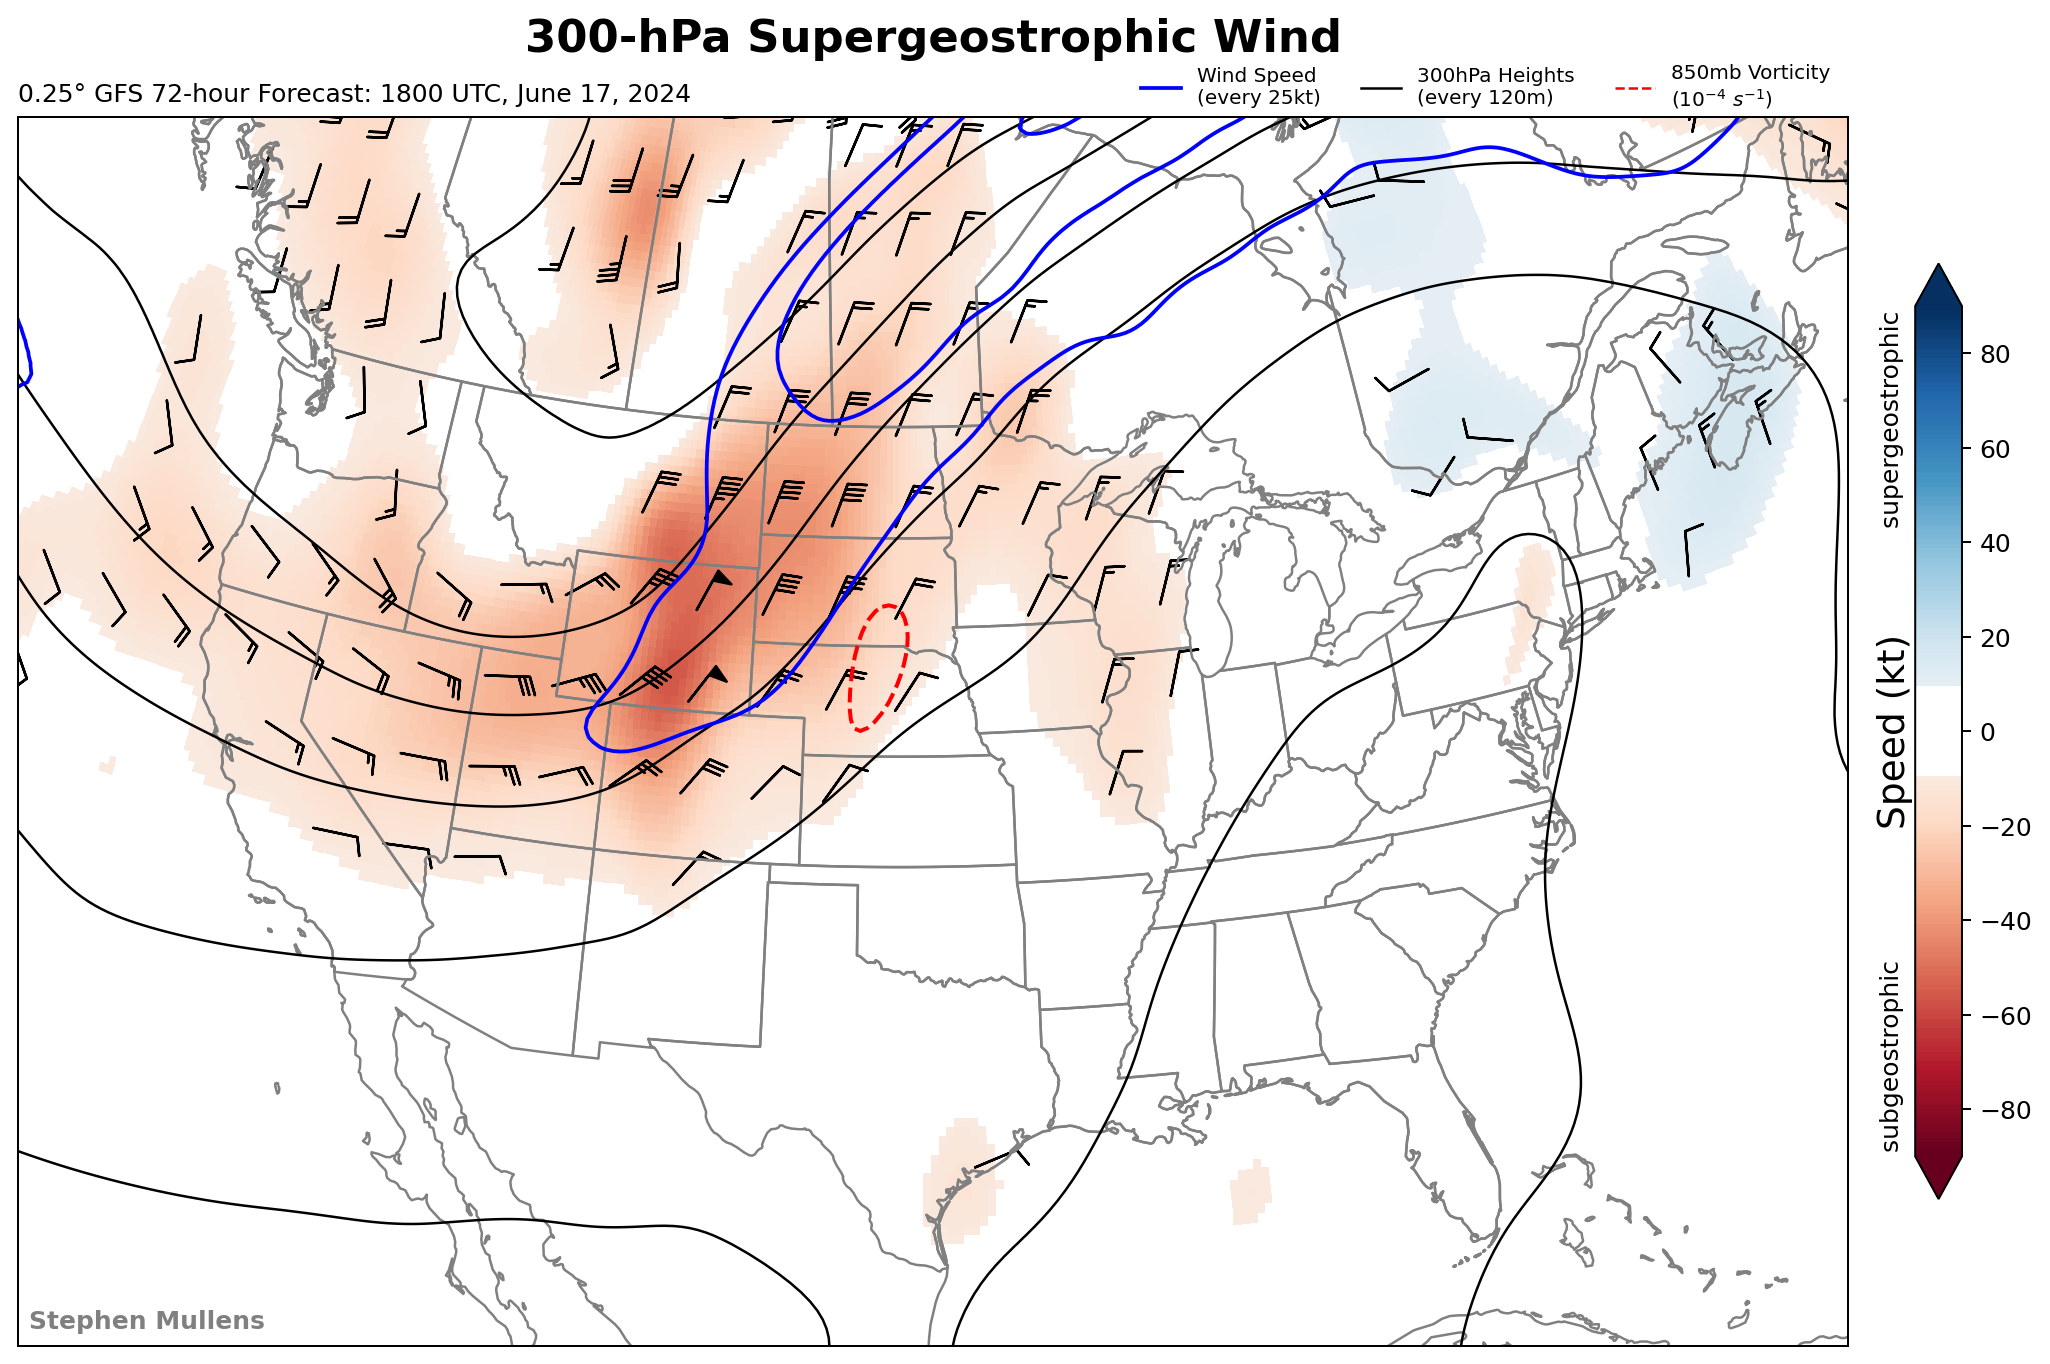 300-hPa Supergeostrophic Wind
0.25° GFS 72-hour Forecast: 1800 UTC, June 17, 2024
Wind Speed
(every 25kt)
300hPa Heights
(every 120m)
850mb Vorticity
(10⁻⁴ s⁻¹)
supergeostrophic
Speed (kt)
subgeostrophic
80
60
40
20
0
−20
−40
−60
−80
Stephen Mullens